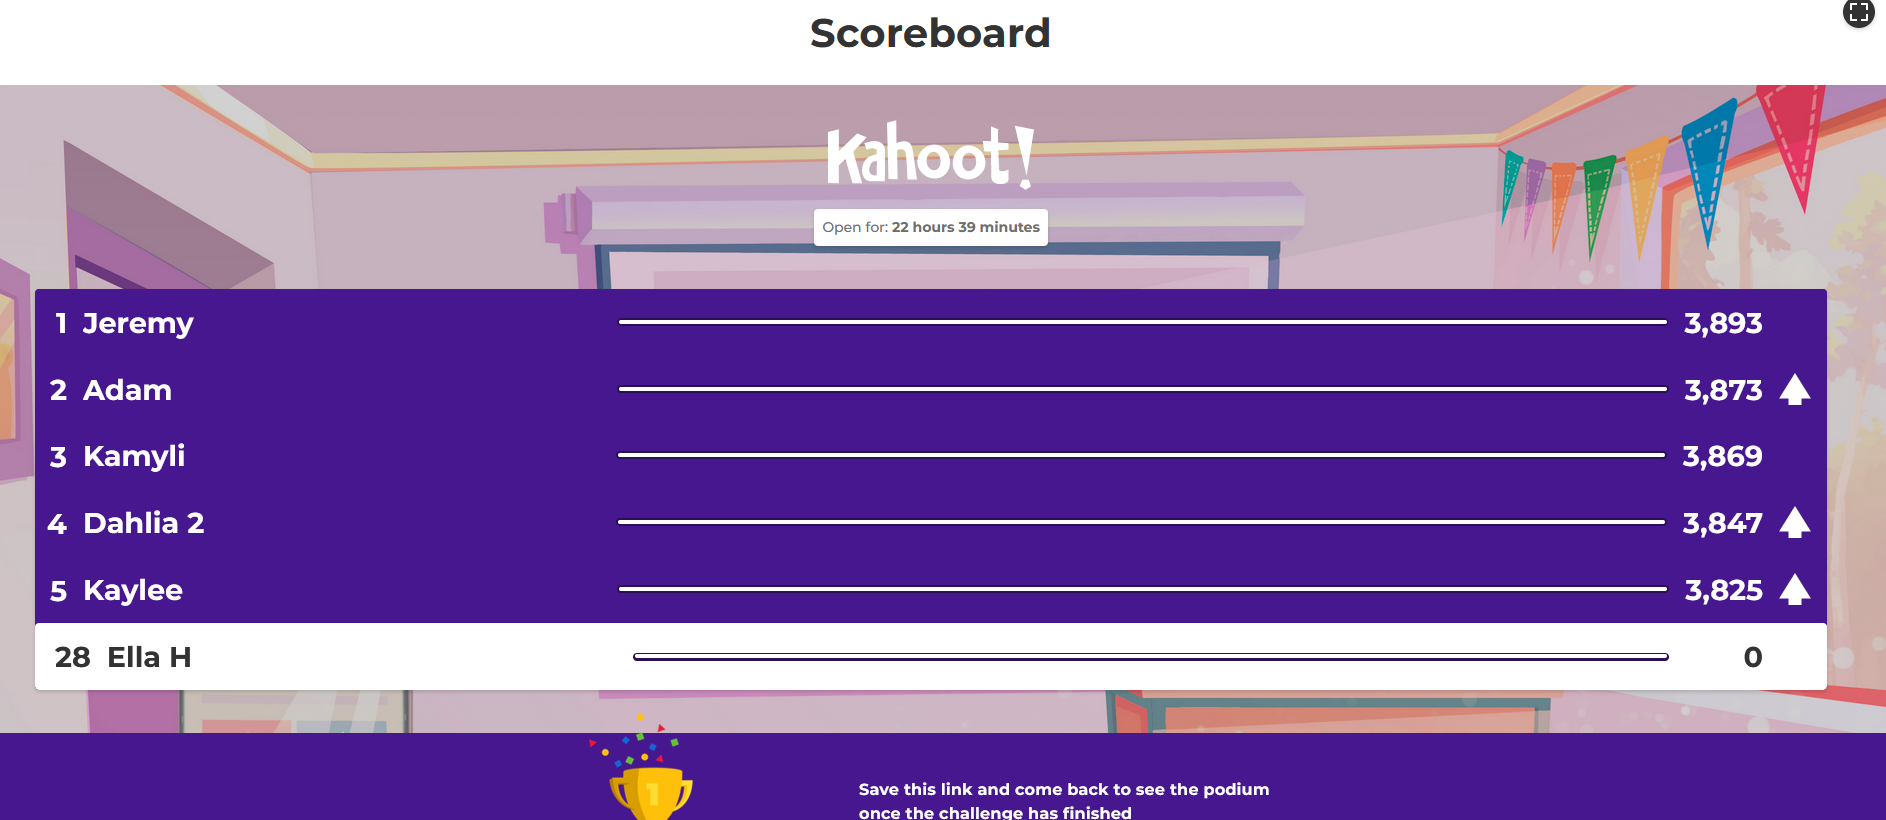 Scoreboard
Kahoot!
Open for: 22 hours 39 minutes
1 Jeremy 3,893
2 Adam 3,873
3 Kamyli 3,869
4 Dahlia 2 3,847
5 Kaylee 3,825
28 Ella H 0
1
Save this link and come back to see the podium
once the challenge has finished